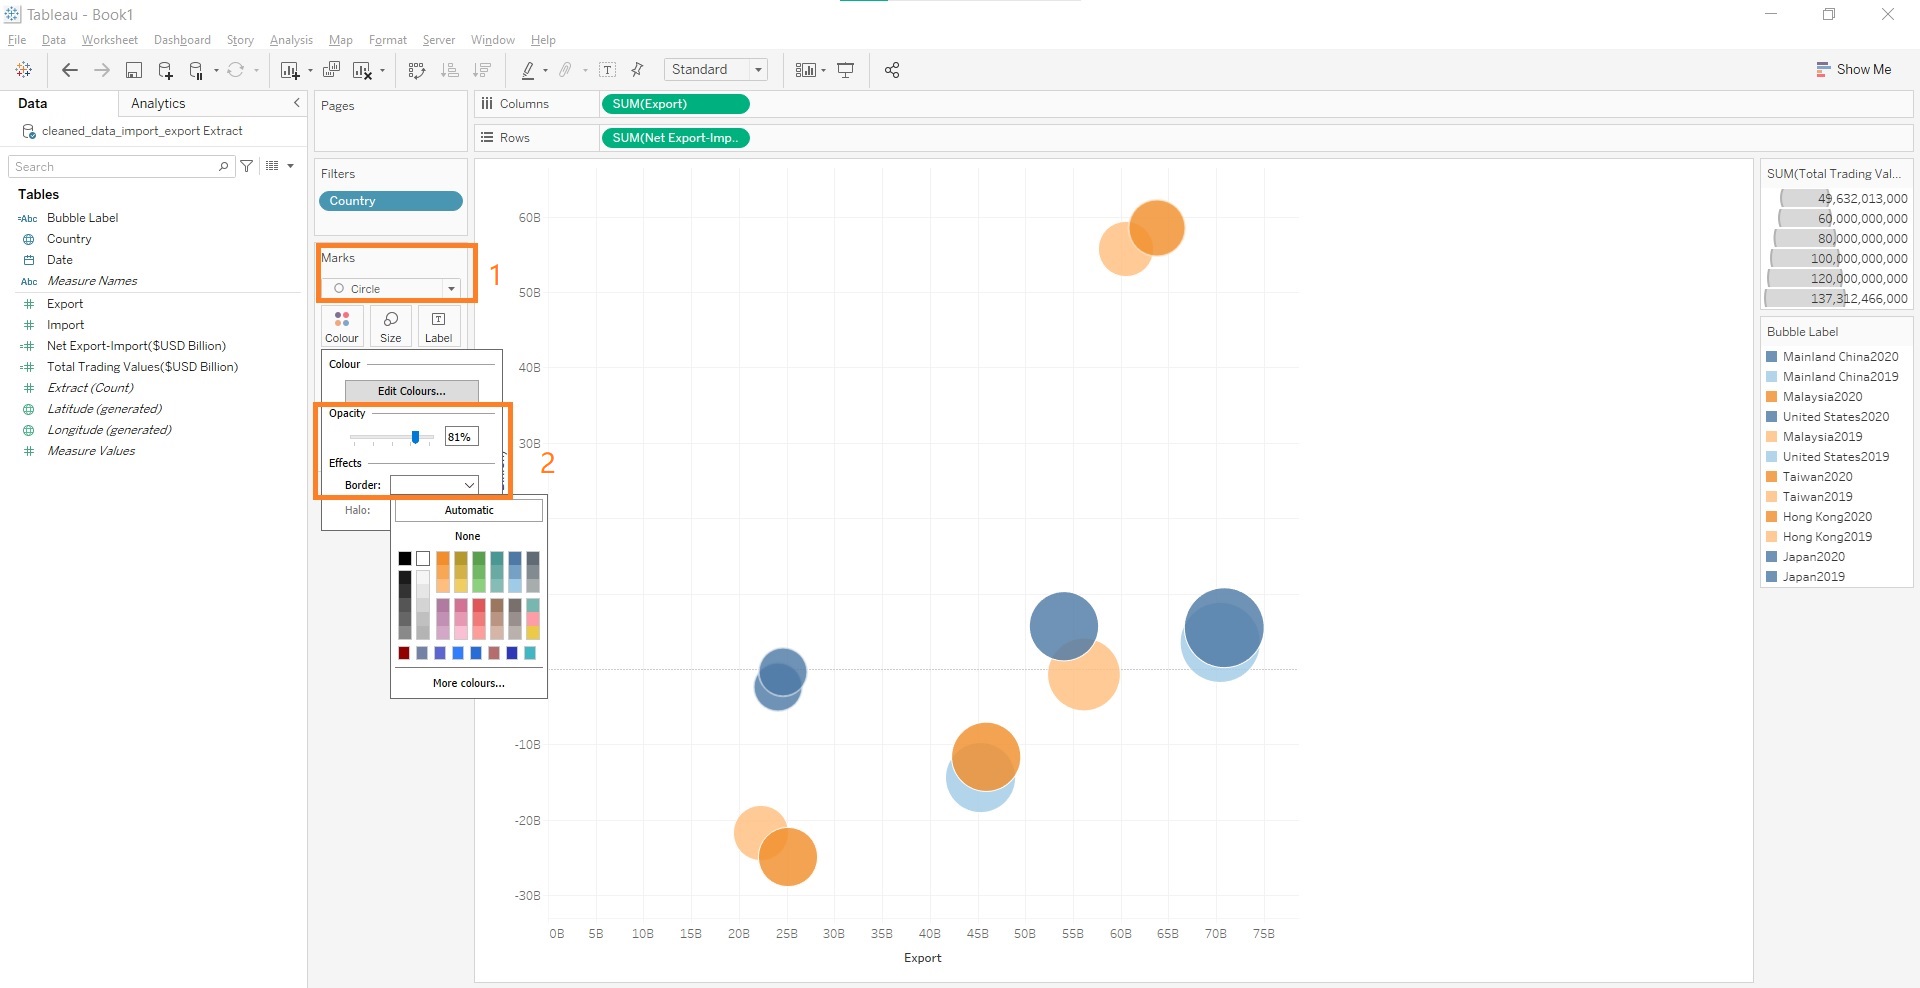 Tableau - Book1
File Data Worksheet Dashboard Story Analysis Map Format Server Window Help
Standard
Show Me
Data Analytics
cleaned_data_import_export Extract
Search
Tables
Abc Bubble Label
Country
Date
Abc Measure Names
Export
Import
Net Export-Import($USD Billion)
Total Trading Values($USD Billion)
Extract (Count)
Latitude (generated)
Longitude (generated)
Measure Values
Pages
Filters
Country
Marks
Circle
1
Colour Size Label
Colour
Edit Colours...
Opacity
81%
Effects
Border:
2
Halo:
Automatic
None
More colours...
Columns SUM(Export)
Rows SUM(Net Export-Imp..
60B
50B
40B
30B
-10B
-20B
-30B
0B 5B 10B 15B 20B 25B 30B 35B 40B 45B 50B 55B 60B 65B 70B 75B
Export
SUM(Total Trading Val...
49,632,013,000
60,000,000,000
80,000,000,000
100,000,000,000
120,000,000,000
137,312,466,000
Bubble Label
Mainland China2020
Mainland China2019
Malaysia2020
United States2020
Malaysia2019
United States2019
Taiwan2020
Taiwan2019
Hong Kong2020
Hong Kong2019
Japan2020
Japan2019